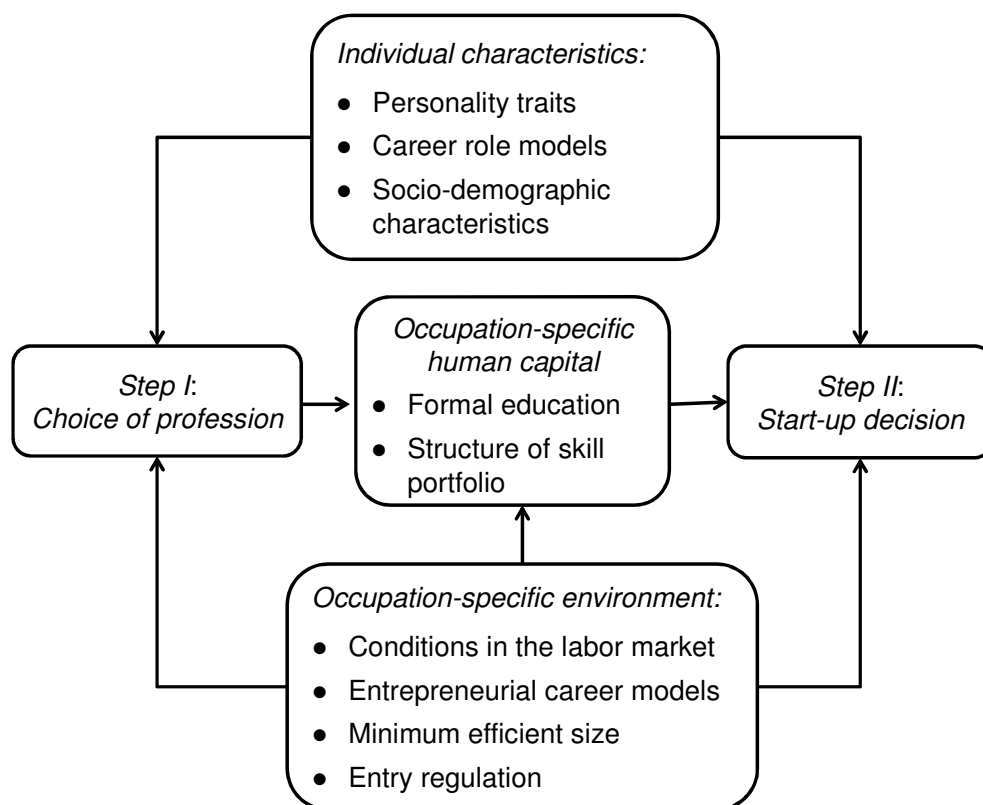 Individual characteristics:
● Personality traits
● Career role models
● Socio-demographic
characteristics
Step I:
Choice of profession
Occupation-specific
human capital
● Formal education
● Structure of skill
portfolio
Step II:
Start-up decision
Occupation-specific environment:
● Conditions in the labor market
● Entrepreneurial career models
● Minimum efficient size
● Entry regulation